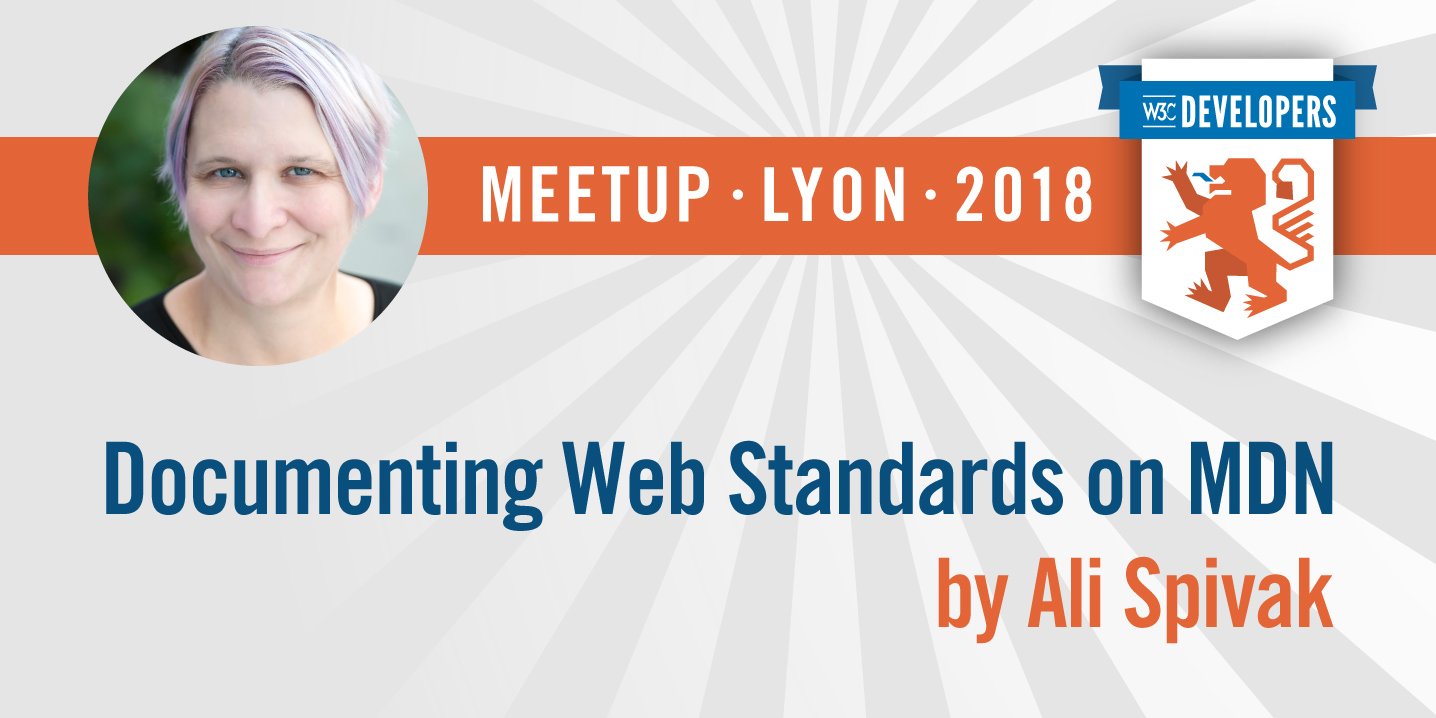 W3C DEVELOPERS
MEETUP · LYON · 2018
Documenting Web Standards on MDN
by Ali Spivak